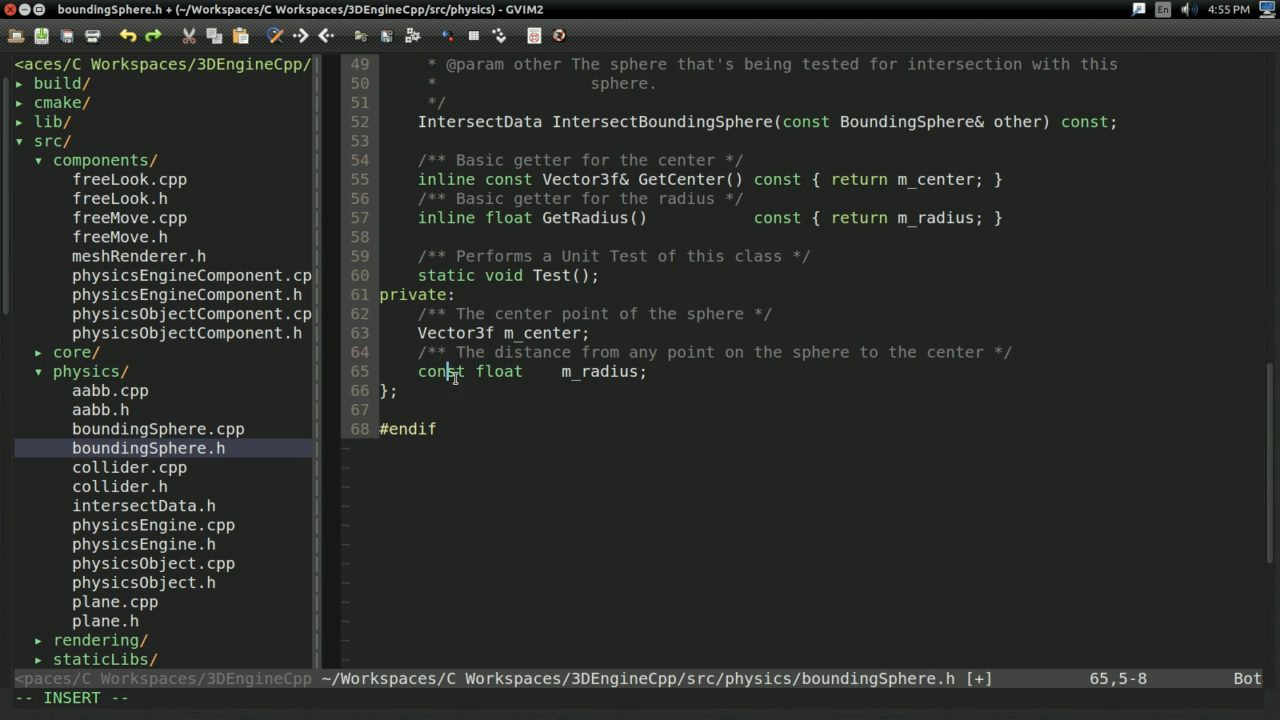 boundingSphere.h + (~/Workspaces/C Workspaces/3DEngineCpp/src/physics) - GVIM2
En
4:55 PM
<aces/C Workspaces/3DEngineCpp/
build/
cmake/
lib/
src/
components/
freeLook.cpp
freeLook.h
freeMove.cpp
freeMove.h
meshRenderer.h
physicsEngineComponent.cp
physicsEngineComponent.h
physicsObjectComponent.cp
physicsObjectComponent.h
core/
physics/
aabb.cpp
aabb.h
boundingSphere.cpp
boundingSphere.h
collider.cpp
collider.h
intersectData.h
physicsEngine.cpp
physicsEngine.h
physicsObject.cpp
physicsObject.h
plane.cpp
plane.h
rendering/
staticLibs/
49 * @param other The sphere that's being tested for intersection with this
50 * sphere.
51 */
52 IntersectData IntersectBoundingSphere(const BoundingSphere& other) const;
53
54 /** Basic getter for the center */
55 inline const Vector3f& GetCenter() const { return m_center; }
56 /** Basic getter for the radius */
57 inline float GetRadius() const { return m_radius; }
58
59 /** Performs a Unit Test of this class */
60 static void Test();
61 private:
62 /** The center point of the sphere */
63 Vector3f m_center;
64 /** The distance from any point on the sphere to the center */
65 const float m_radius;
66 };
67
68 #endif
<paces/C Workspaces/3DEngineCpp ~/Workspaces/C Workspaces/3DEngineCpp/src/physics/boundingSphere.h [+] 65,5-8 Bot
-- INSERT --